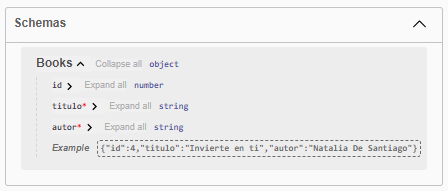 Schemas
Books Collapse all object
id Expand all number
titulo* Expand all string
autor* Expand all string
Example {"id":4,"titulo":"Invierte en ti","autor":"Natalia De Santiago"}